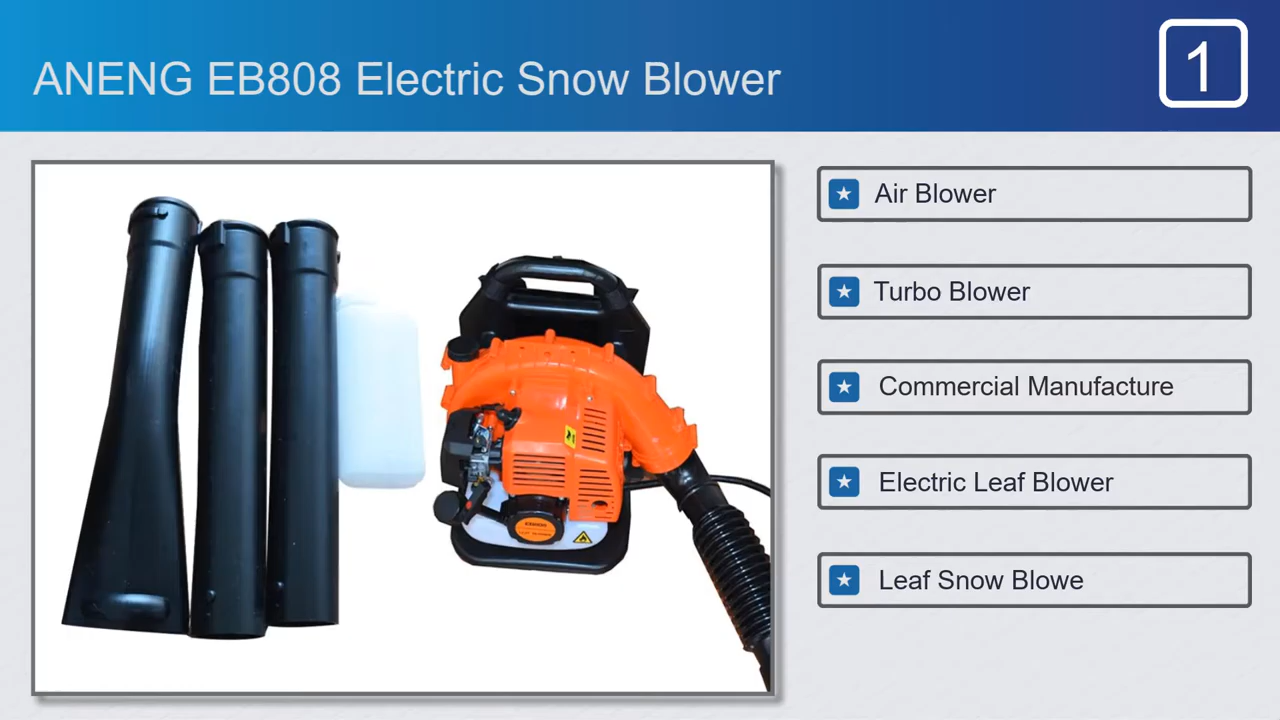 ANENG EB808 Electric Snow Blower
1
Air Blower
Turbo Blower
Commercial Manufacture
Electric Leaf Blower
Leaf Snow Blowe